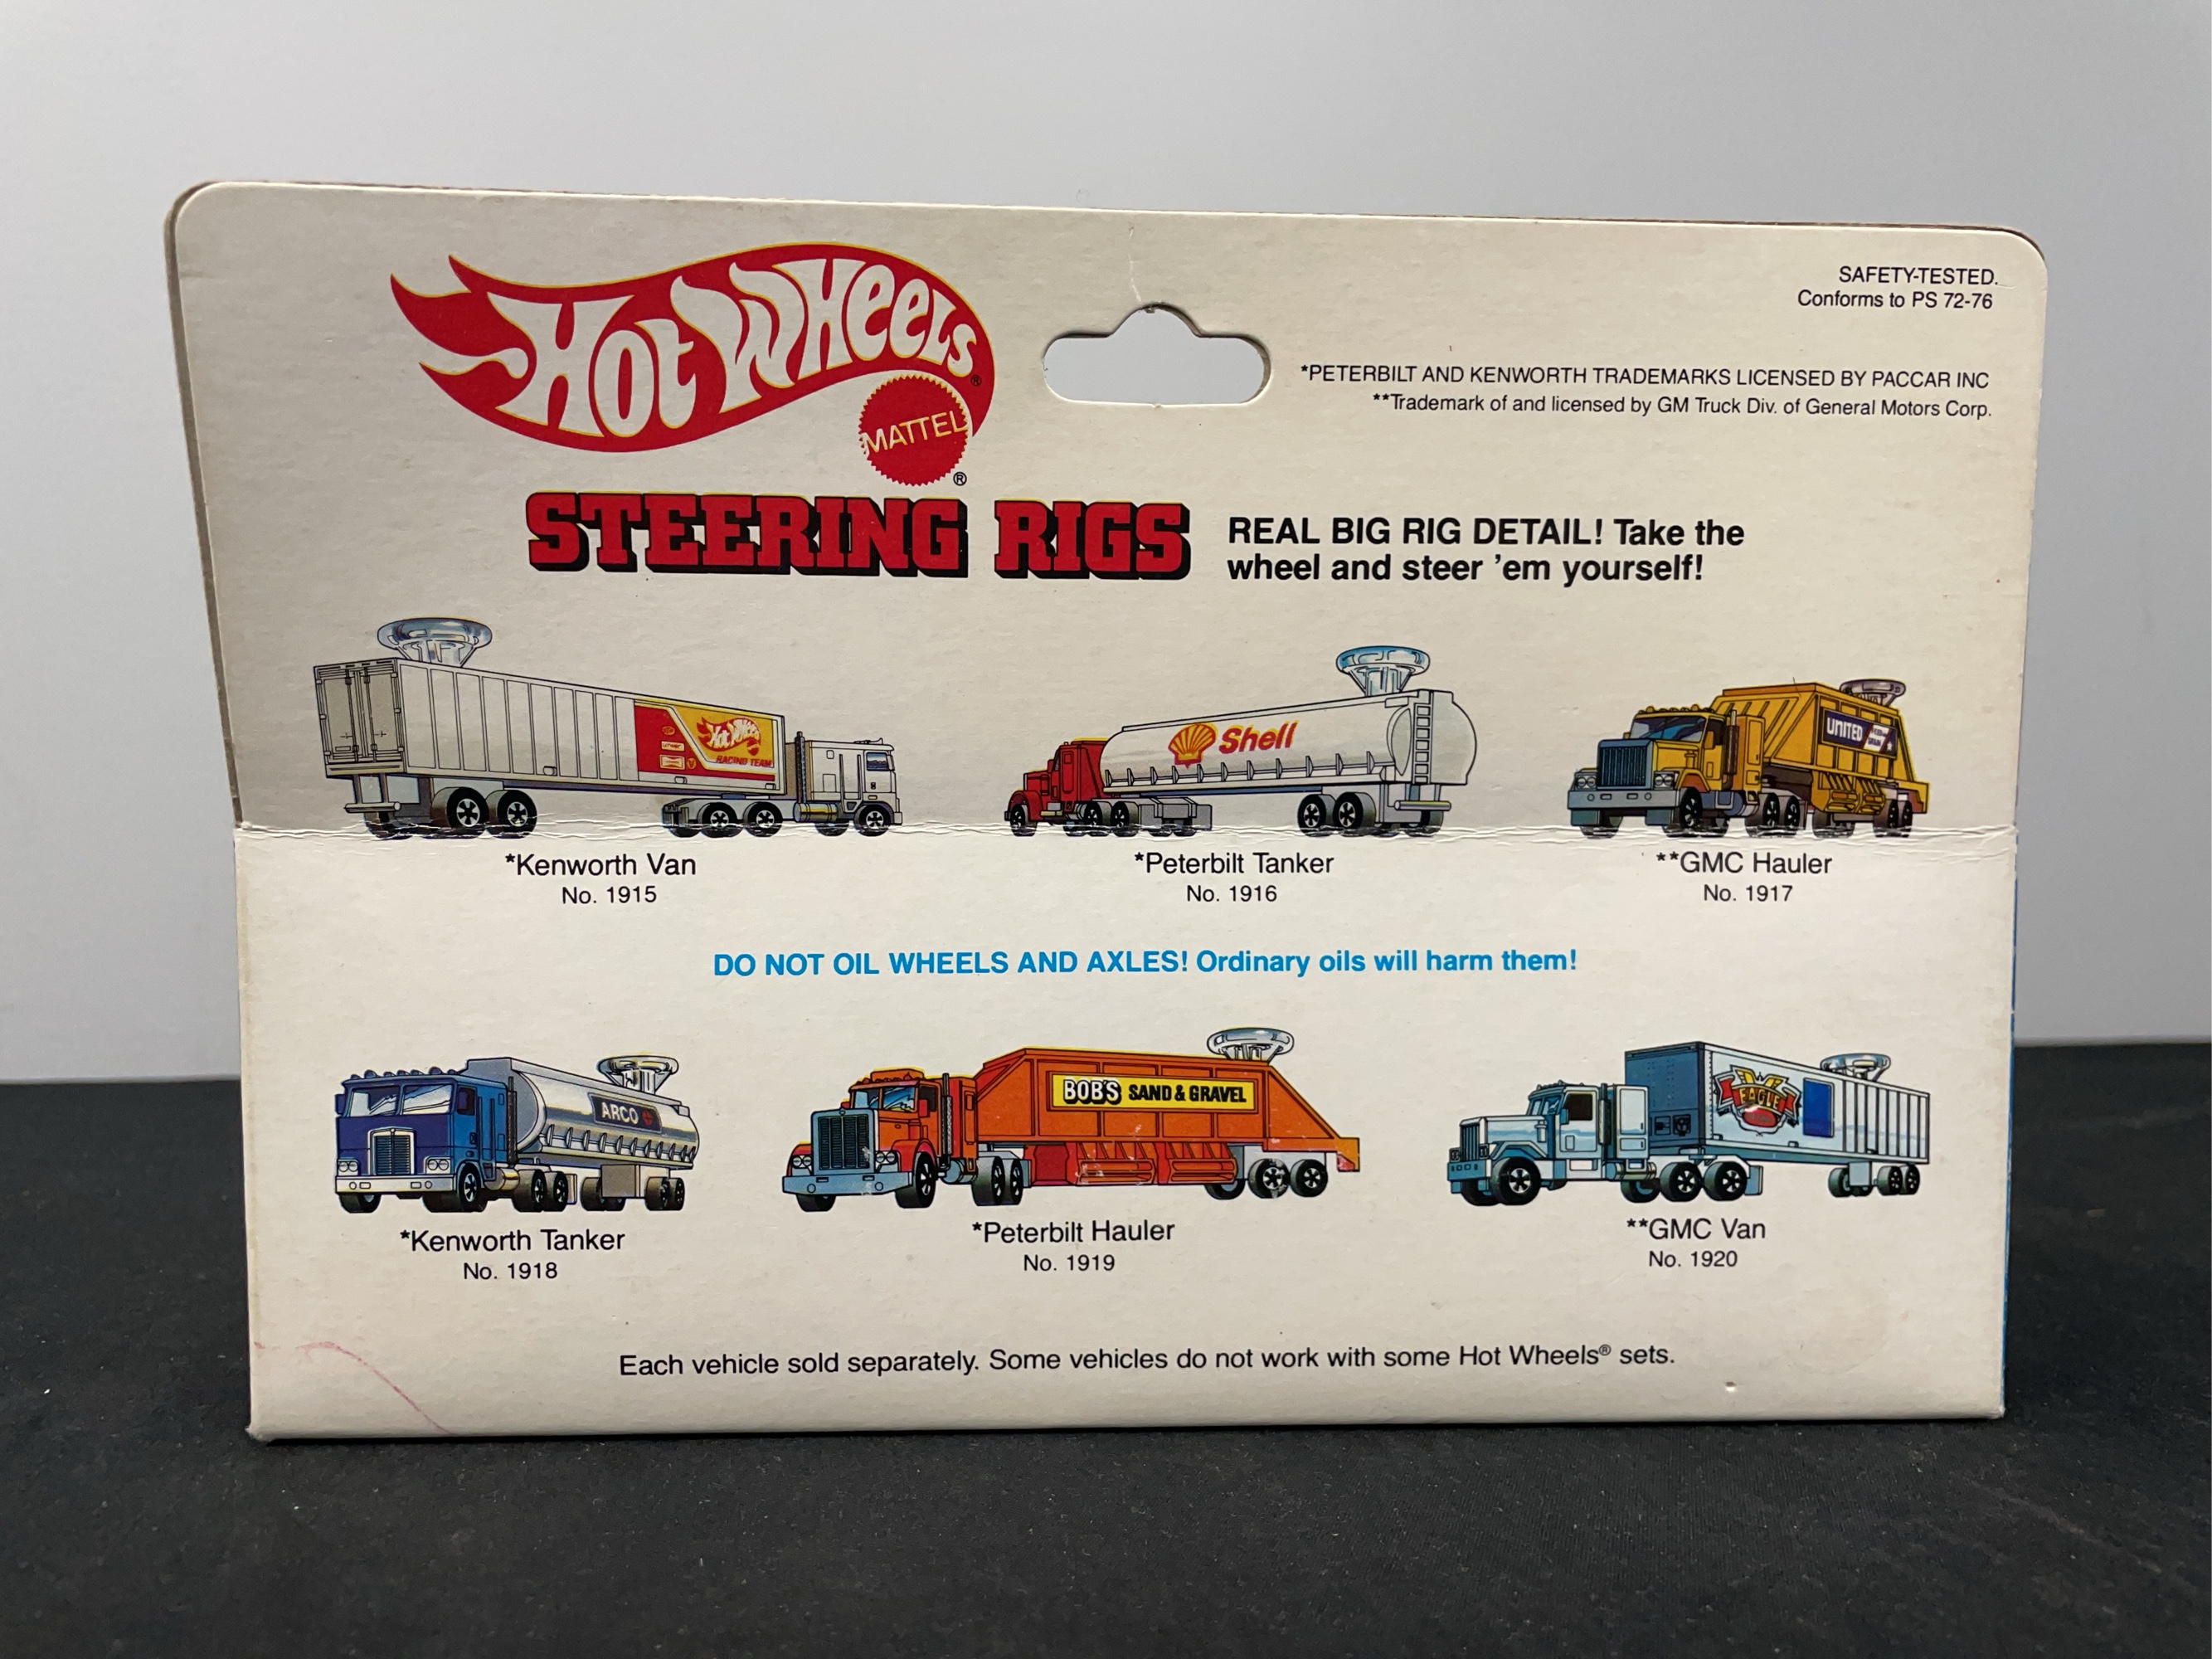 HOT WHEELS®
MATTEL®
SAFETY-TESTED.
Conforms to PS 72-76
*PETERBILT AND KENWORTH TRADEMARKS LICENSED BY PACCAR INC
**Trademark of and licensed by GM Truck Div. of General Motors Corp.
STEERING RIGS
REAL BIG RIG DETAIL! Take the
wheel and steer 'em yourself!
Hot Wheels
RACING TEAM
Shell
UNITED
*Kenworth Van
No. 1915
*Peterbilt Tanker
No. 1916
**GMC Hauler
No. 1917
DO NOT OIL WHEELS AND AXLES! Ordinary oils will harm them!
ARCO
BOB'S SAND & GRAVEL
EAGLE
*Kenworth Tanker
No. 1918
*Peterbilt Hauler
No. 1919
**GMC Van
No. 1920
Each vehicle sold separately. Some vehicles do not work with some Hot Wheels® sets.